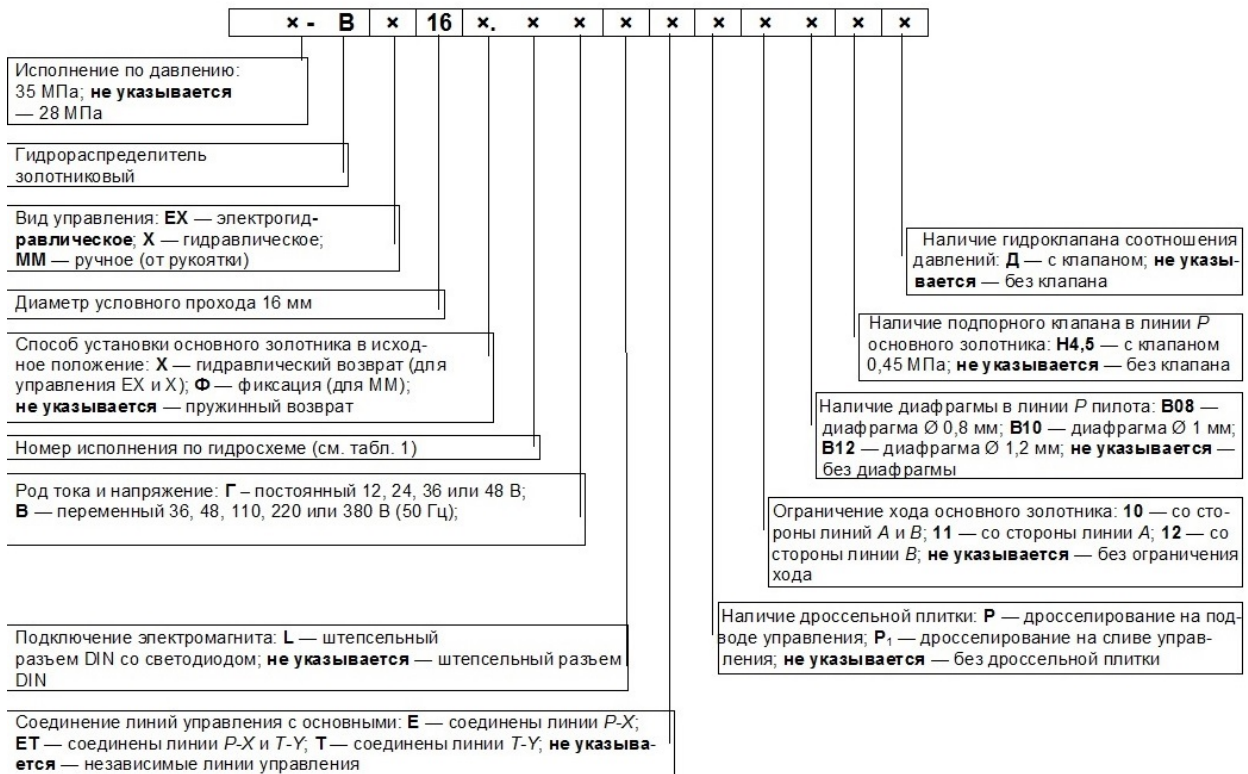 ×- В × 16 ×. × × × × × × × × ×
Исполнение по давлению:
35 МПа; не указывается
— 28 МПа
Гидрораспределитель
золотниковый
Вид управления: EX — электрогид-
равлическое; X — гидравлическое;
ММ — ручное (от рукоятки)
Диаметр условного прохода 16 мм
Способ установки основного золотника в исход-
ное положение: X — гидравлический возврат (для
управления EX и X); Ф — фиксация (для ММ);
не указывается — пружинный возврат
Номер исполнения по гидросхеме (см. табл. 1)
Род тока и напряжение: Г – постоянный 12, 24, 36 или 48 В;
В — переменный 36, 48, 110, 220 или 380 В (50 Гц);
Подключение электромагнита: L — штепсельный
разъем DIN со светодиодом; не указывается — штепсельный разъем
DIN
Соединение линий управления с основными: E — соединены линии P-X;
ET — соединены линии P-X и T-Y; T — соединены линии T-Y; не указыва-
ется — независимые линии управления
Наличие гидроклапана соотношения
давлений: Д — с клапаном; не указы-
вается — без клапана
Наличие подпорного клапана в линии P
основного золотника: Н4,5 — с клапаном
0,45 МПа; не указывается — без клапана
Наличие диафрагмы в линии P пилота: В08 —
диафрагма Ø 0,8 мм; В10 — диафрагма Ø 1 мм;
В12 — диафрагма Ø 1,2 мм; не указывается —
без диафрагмы
Ограничение хода основного золотника: 10 — со сто-
роны линий A и B; 11 — со стороны линии A; 12 — со
стороны линии B; не указывается — без ограничения
хода
Наличие дроссельной плитки: Р — дросселирование на под-
воде управления; Р₁ — дросселирование на сливе управ-
ления; не указывается — без дроссельной плитки